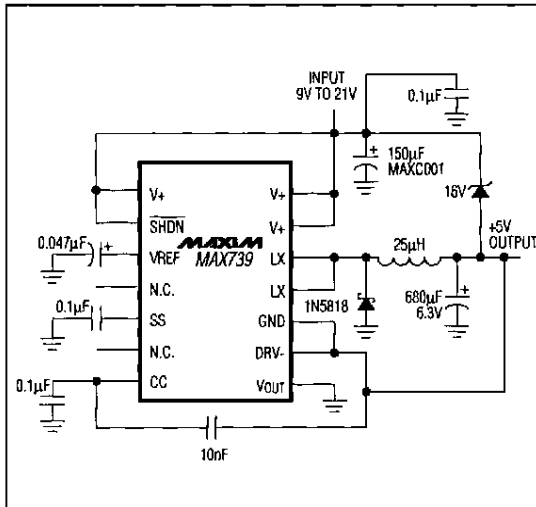 INPUT
9V TO 21V
0.1µF
150µF
MAXC001
16V
+5V
OUTPUT
V+
SHDN
VREF
N.C.
SS
N.C.
CC
MAXIM
MAX739
V+
V+
LX
LX
GND
DRV-
VOUT
0.047µF
0.1µF
0.1µF
10nF
25µH
1N5818
680µF
6.3V